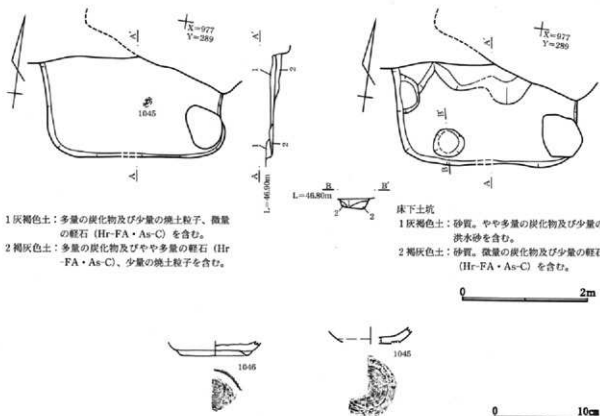 A'
X=977
Y=289
A'
1
2
1045
1
2
A
A
L=46.90m
A'
X=977
Y=289
B'
B
A
B
B'
L=46.80m
2
2
1灰褐色土：多量の炭化物及び少量の焼土粒子、微量
の軽石（Hr-FA・As-C）を含む。
2褐灰色土：多量の炭化物及びやや多量の軽石（Hr
-FA・As-C）、少量の焼土粒子を含む。
床下土坑
1灰褐色土：砂質。やや多量の炭化物及び少量の
洪水砂を含む。
2褐灰色土：砂質。微量の炭化物及び少量の軽石
（Hr-FA・As-C）を含む。
0
2m
1046
1045
0
10cm